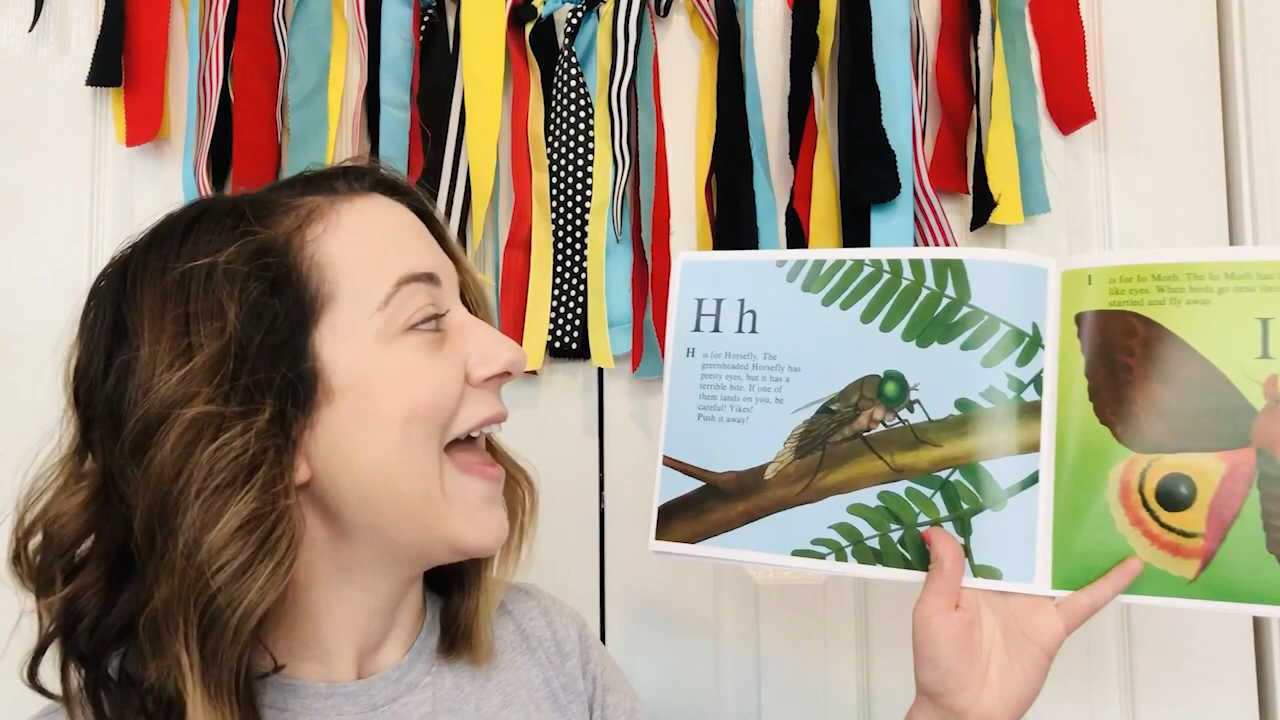 H h
H is for Horsefly. The
greenheaded Horsefly has
pretty eyes, but it has a
terrible bite. If one of
them lands on you, be
careful! Yikes!
Push it away!
I is for Io Moth. The Io Moth has
like eyes. When birds go near
startled and fly away.
I